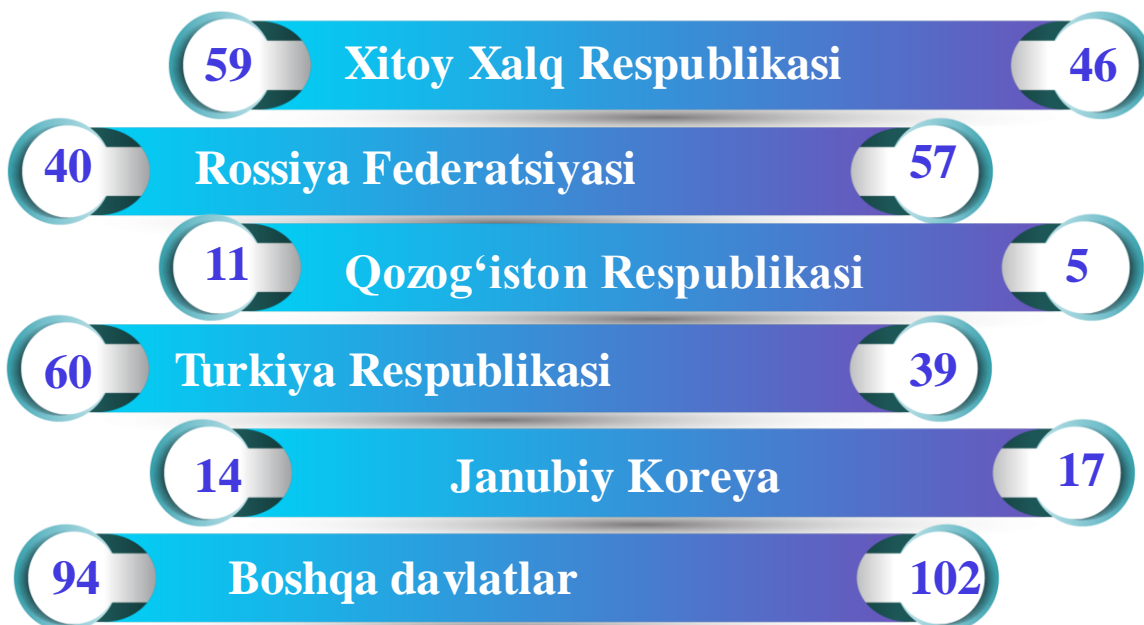 59 Xitoy Xalq Respublikasi 46
40 Rossiya Federatsiyasi 57
11 Qozog‘iston Respublikasi 5
60 Turkiya Respublikasi 39
14 Janubiy Koreya 17
94 Boshqa davlatlar 102